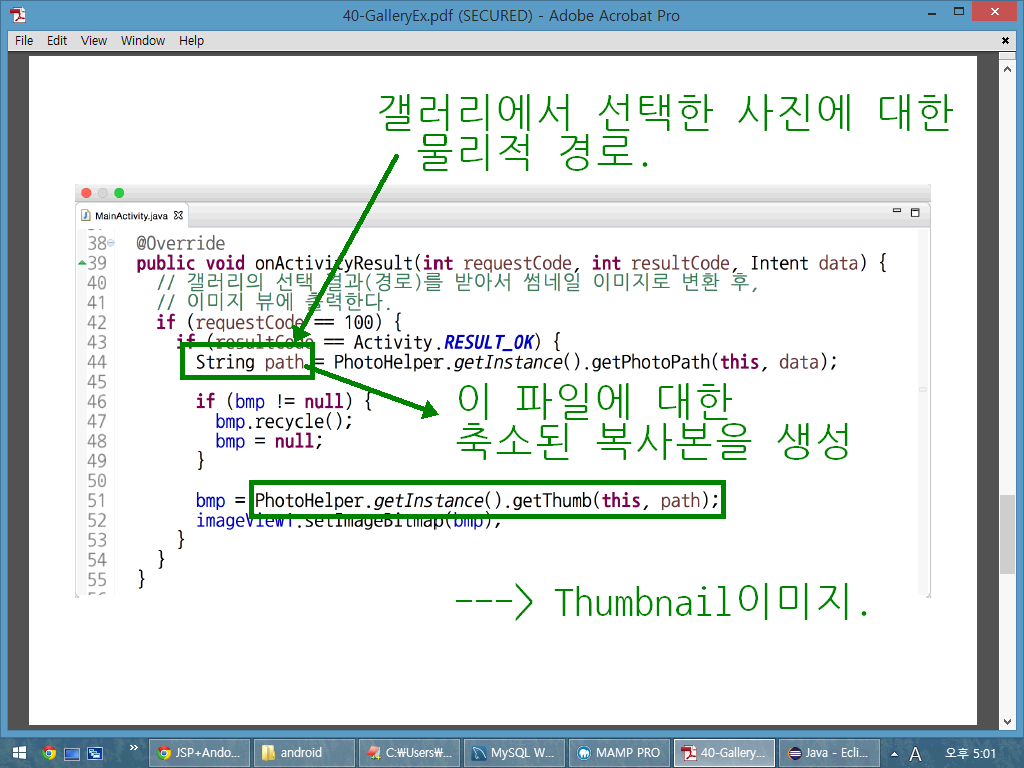 40-GalleryEx.pdf (SECURED) - Adobe Acrobat Pro
File Edit View Window Help
갤러리에서 선택한 사진에 대한
물리적 경로.
MainActivity.java
38 @Override
39 public void onActivityResult(int requestCode, int resultCode, Intent data) {
40 // 갤러리의 선택 결과(경로)를 받아서 썸네일 이미지로 변환 후,
41 // 이미지 뷰에 출력한다.
42 if (requestCode == 100) {
43 if (resultCode == Activity.RESULT_OK) {
44 String path = PhotoHelper.getInstance().getPhotoPath(this, data);
45
46 if (bmp != null) {
47 bmp.recycle();
48 bmp = null;
49 }
이 파일에 대한
축소된 복사본을 생성
50
51 bmp = PhotoHelper.getInstance().getThumb(this, path);
52 imageView1.setImageBitmap(bmp);
53 }
54 }
55 }
---> Thumbnail이미지.
JSP+Ando... android C:₩Users₩... MySQL W... MAMP PRO 40-Gallery... Java - Ecli... A 오후 5:01